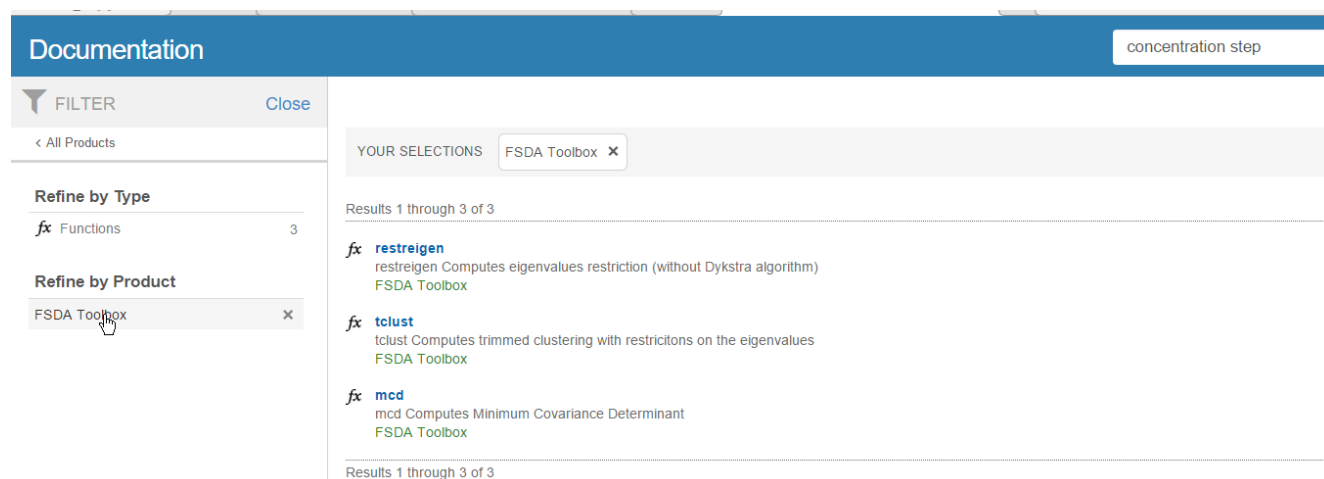 Documentation
concentration step
FILTER
Close
< All Products
YOUR SELECTIONS
FSDA Toolbox ×
Refine by Type
fx Functions 3
Refine by Product
FSDA Toolbox ×
Results 1 through 3 of 3
fx restreigen
restreigen Computes eigenvalues restriction (without Dykstra algorithm)
FSDA Toolbox
fx tclust
tclust Computes trimmed clustering with restricitons on the eigenvalues
FSDA Toolbox
fx mcd
mcd Computes Minimum Covariance Determinant
FSDA Toolbox
Results 1 through 3 of 3